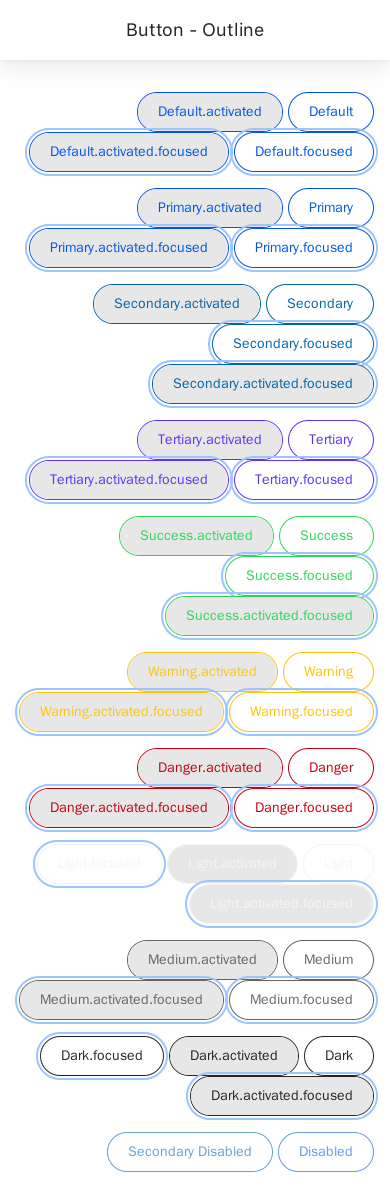 Button - Outline
Default.activated Default
Default.activated.focused Default.focused
Primary.activated Primary
Primary.activated.focused Primary.focused
Secondary.activated Secondary
Secondary.focused
Secondary.activated.focused
Tertiary.activated Tertiary
Tertiary.activated.focused Tertiary.focused
Success.activated Success
Success.focused
Success.activated.focused
Warning.activated Warning
Warning.activated.focused Warning.focused
Danger.activated Danger
Danger.activated.focused Danger.focused
Light.focused Light.activated Light
Light.activated.focused
Medium.activated Medium
Medium.activated.focused Medium.focused
Dark.focused Dark.activated Dark
Dark.activated.focused
Secondary Disabled Disabled